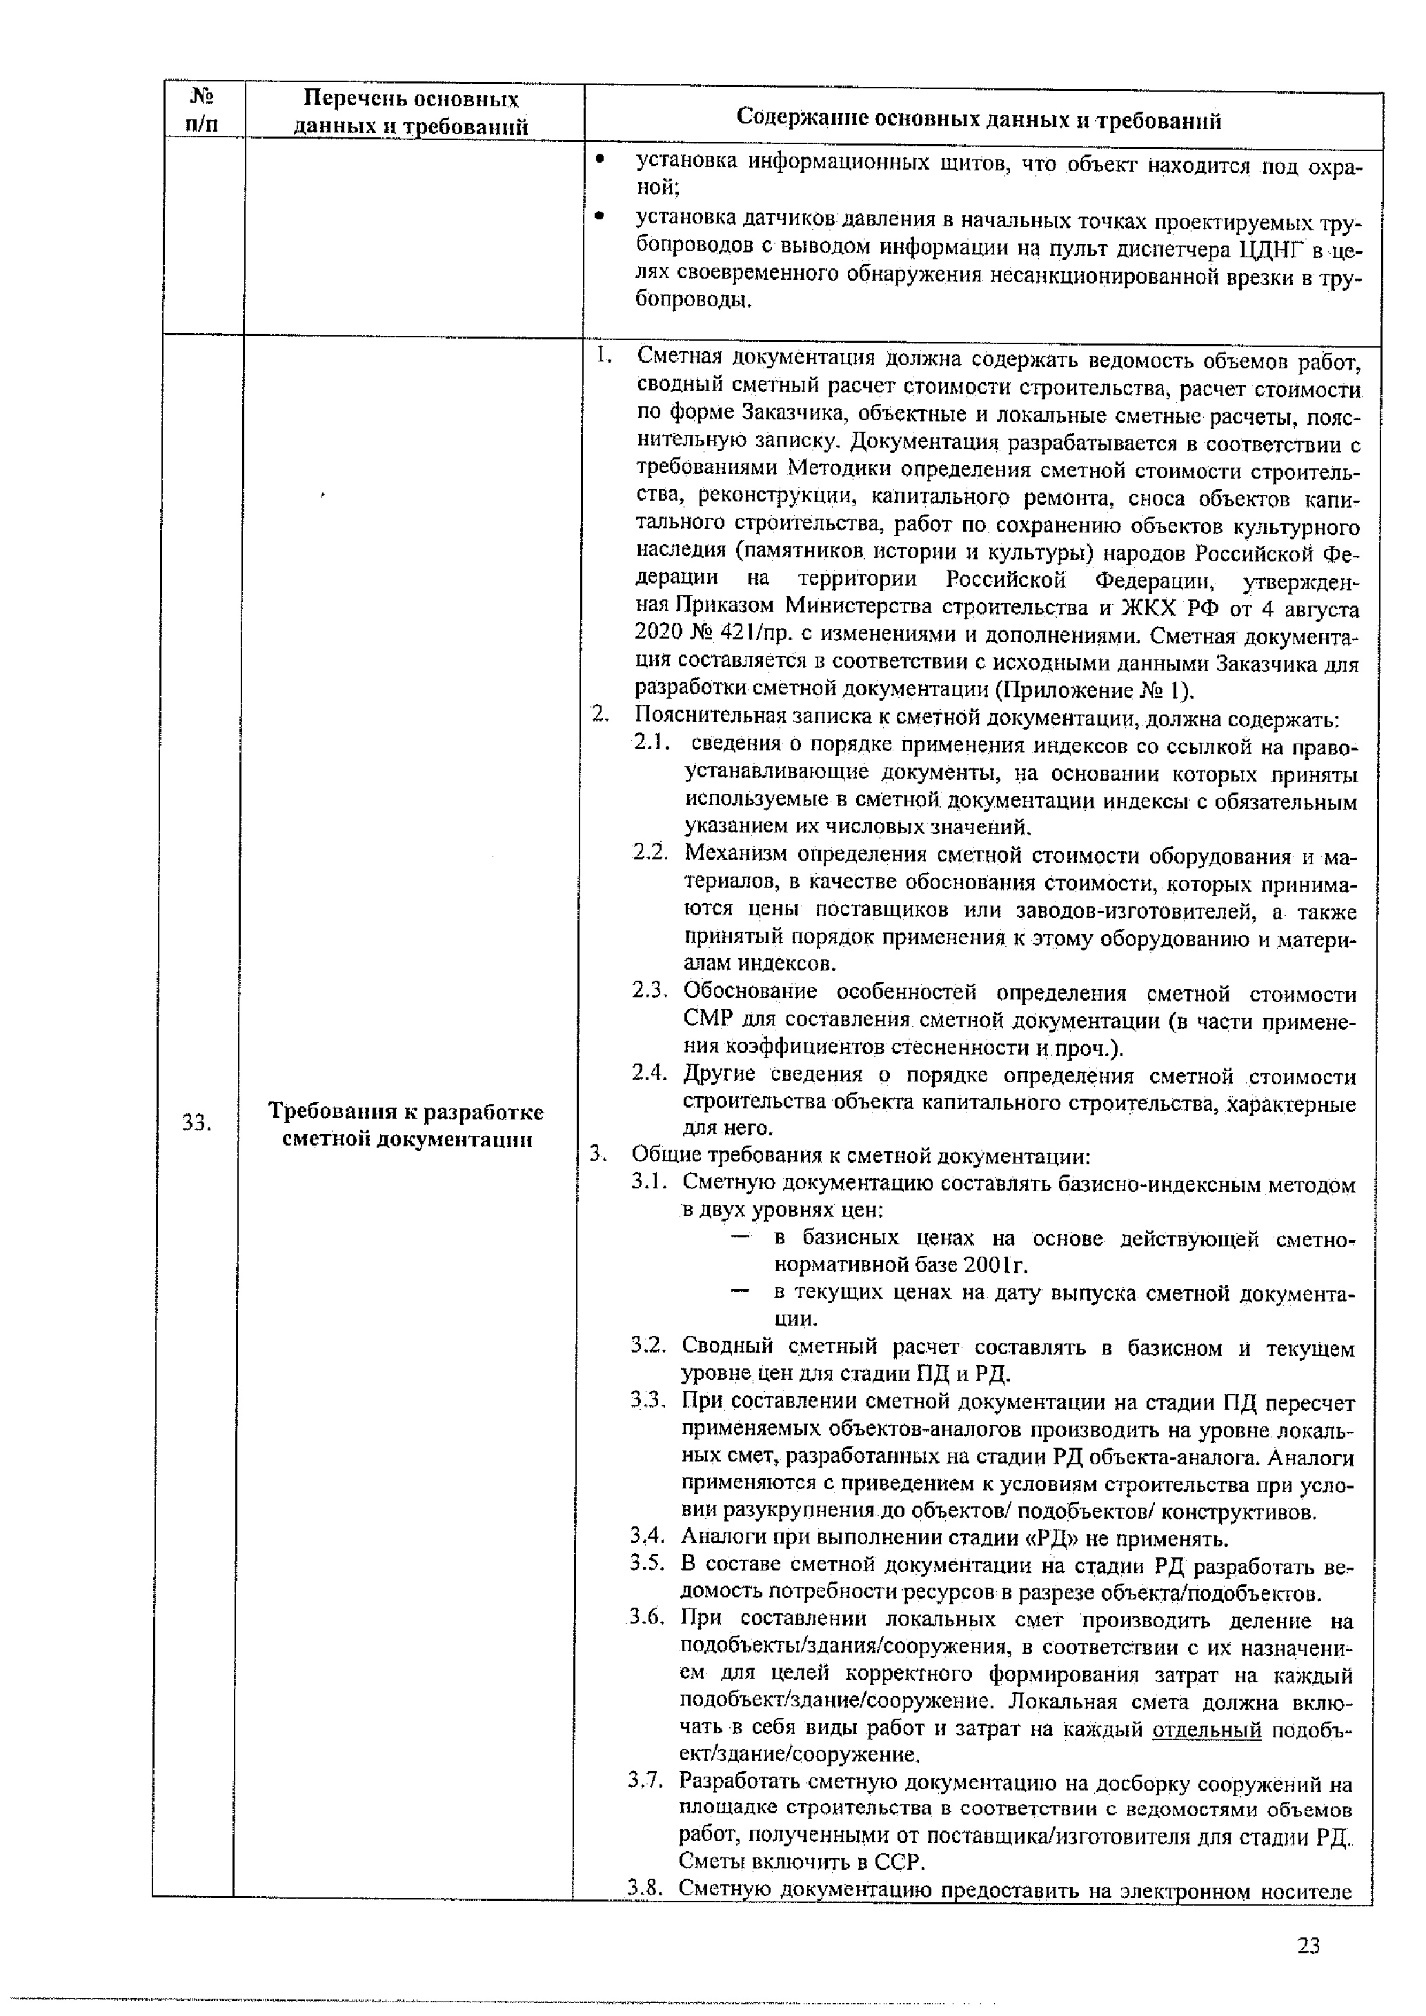 №
п/п
Перечень основных
данных и требований
Содержание основных данных и требований
• установка информационных щитов, что объект находится под охра-
ной;
• установка датчиков давления в начальных точках проектируемых тру-
бопроводов с выводом информации на пульт диспетчера ЦДНГ в це-
лях своевременного обнаружения несанкционированной врезки в тру-
бопроводы.
33.
Требования к разработке
сметной документации
1. Сметная документация должна содержать ведомость объемов работ,
сводный сметный расчет стоимости строительства, расчет стоимости
по форме Заказчика, объектные и локальные сметные расчеты, пояс-
нительную записку. Документация разрабатывается в соответствии с
требованиями Методики определения сметной стоимости строитель-
ства, реконструкции, капитального ремонта, сноса объектов капи-
тального строительства, работ по сохранению объектов культурного
наследия (памятников истории и культуры) народов Российской Фе-
дерации на территории Российской Федерации, утвержден-
ная Приказом Министерства строительства и ЖКХ РФ от 4 августа
2020 № 421/пр. с изменениями и дополнениями. Сметная документа-
ция составляется в соответствии с исходными данными Заказчика для
разработки сметной документации (Приложение № 1).
2. Пояснительная записка к сметной документации, должна содержать:
2.1. сведения о порядке применения индексов со ссылкой на право-
устанавливающие документы, на основании которых приняты
используемые в сметной документации индексы с обязательным
указанием их числовых значений.
2.2. Механизм определения сметной стоимости оборудования и ма-
териалов, в качестве обоснования стоимости, которых принима-
ются цены поставщиков или заводов-изготовителей, а также
принятый порядок применения к этому оборудованию и матери-
алам индексов.
2.3. Обоснование особенностей определения сметной стоимости
СМР для составления сметной документации (в части примене-
ния коэффициентов стесненности и проч.).
2.4. Другие сведения о порядке определения сметной стоимости
строительства объекта капитального строительства, характерные
для него.
3. Общие требования к сметной документации:
3.1. Сметную документацию составлять базисно-индексным методом
в двух уровнях цен:
— в базисных ценах на основе действующей сметно-
нормативной базе 2001г.
— в текущих ценах на дату выпуска сметной документа-
ции.
3.2. Сводный сметный расчет составлять в базисном и текущем
уровне цен для стадии ПД и РД.
3.3. При составлении сметной документации на стадии ПД пересчет
применяемых объектов-аналогов производить на уровне локаль-
ных смет, разработанных на стадии РД объекта-аналога. Аналоги
применяются с приведением к условиям строительства при усло-
вии разукрупнения до объектов/ подобъектов/ конструктивов.
3.4. Аналоги при выполнении стадии «РД» не применять.
3.5. В составе сметной документации на стадии РД разработать ве-
домость потребности ресурсов в разрезе объекта/подобъектов.
3.6. При составлении локальных смет производить деление на
подобъекты/здания/сооружения, в соответствии с их назначени-
ем для целей корректного формирования затрат на каждый
подобъект/здание/сооружение. Локальная смета должна вклю-
чать в себя виды работ и затрат на каждый отдельный подобъ-
ект/здание/сооружение.
3.7. Разработать сметную документацию на досборку сооружений на
площадке строительства в соответствии с ведомостями объемов
работ, полученными от поставщика/изготовителя для стадии РД.
Сметы включить в ССР.
3.8. Сметную документацию предоставить на электронном носителе
23